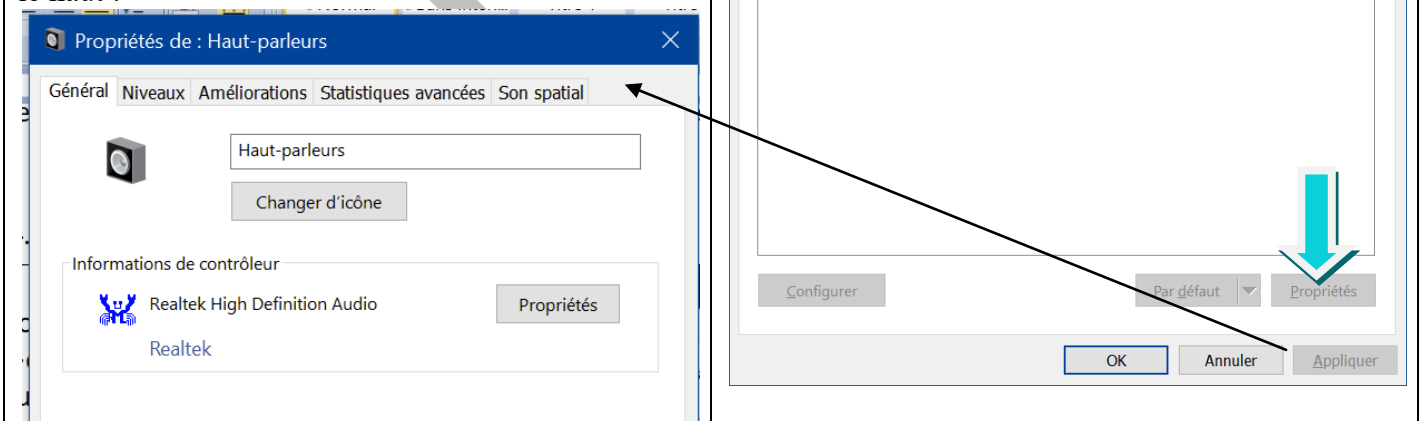 Propriétés de : Haut-parleurs
Général Niveaux Améliorations Statistiques avancées Son spatial
Haut-parleurs
Changer d'icône
Informations de contrôleur
Realtek High Definition Audio
Propriétés
Realtek
Configurer
Par défaut
Propriétés
OK
Annuler
Appliquer